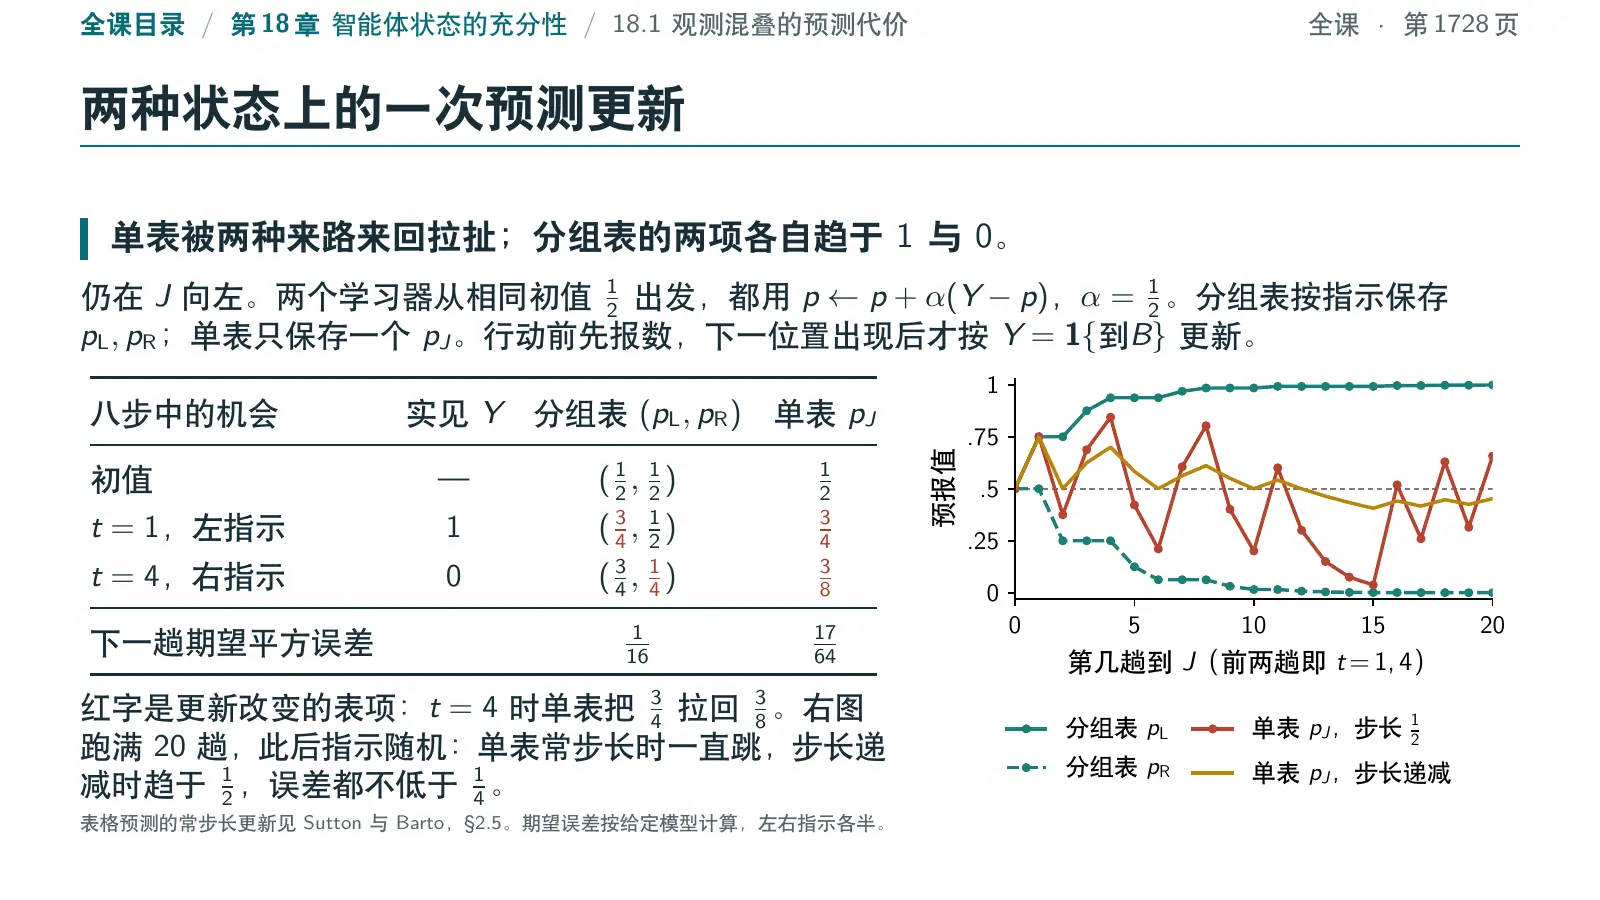 全课目录 / 第18章 智能体状态的充分性 / 18.1 观测混叠的预测代价
全课 · 第1728页
两种状态上的一次预测更新
单表被两种来路来回拉扯；分组表的两项各自趋于 1 与 0。
仍在 J 向左。两个学习器从相同初值 1/2 出发，都用 p ← p + α(Y − p)，α = 1/2。分组表按指示保存
p_L, p_R；单表只保存一个 p_J。行动前先报数，下一位置出现后才按 Y = 1{到B} 更新。
八步中的机会 实见 Y 分组表 (p_L, p_R) 单表 p_J
初值 — (1/2, 1/2) 1/2
t = 1，左指示 1 (3/4, 1/2) 3/4
t = 4，右指示 0 (3/4, 1/4) 3/8
下一趟期望平方误差 1/16 17/64
红字是更新改变的表项：t = 4 时单表把 3/4 拉回 3/8。右图
跑满 20 趟，此后指示随机：单表常步长时一直跳，步长递
减时趋于 1/2，误差都不低于 1/4。
表格预测的常步长更新见 Sutton 与 Barto，§2.5。期望误差按给定模型计算，左右指示各半。
预报值
1
.75
.5
.25
0
0 5 10 15 20
第几趟到 J（前两趟即 t = 1, 4）
分组表 p_L 单表 p_J，步长 1/2
分组表 p_R 单表 p_J，步长递减